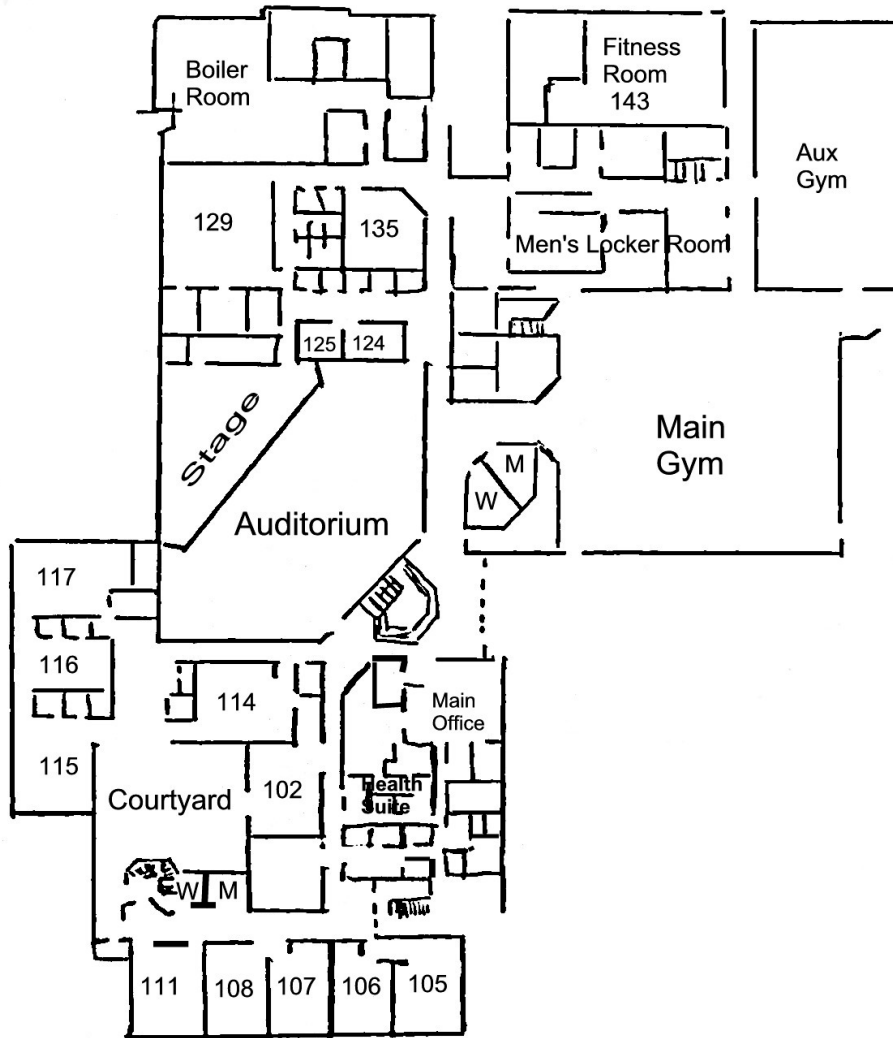 Boiler
Room
Fitness
Room
143
Aux
Gym
129
135
Men's Locker Room
125
124
Stage
Main
Gym
M
W
Auditorium
117
116
114
Main
Office
115
Courtyard
102
Health
Suite
W
M
111
108
107
106
105